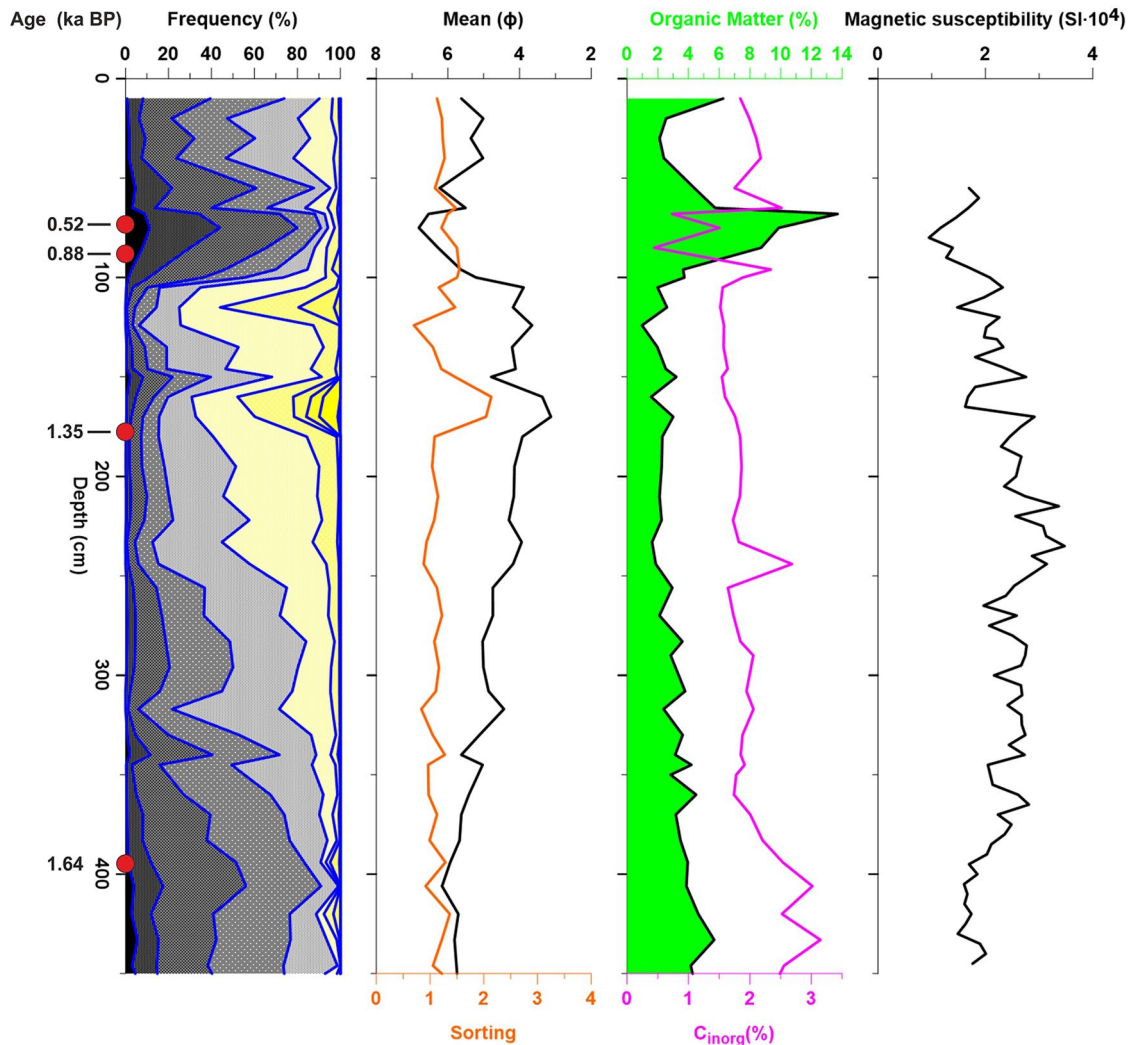 Age (ka BP) Frequency (%) Mean (ϕ) Organic Matter (%) Magnetic susceptibility (SI·10⁴)
0 20 40 60 80 100 8 6 4 2 0 2 4 6 8 10 12 14 0 2 4
0
0.52
0.88
100
1.35
200
Depth (cm)
300
1.64
400
0 1 2 3 4 0 1 2 3
Sorting C inorg(%)